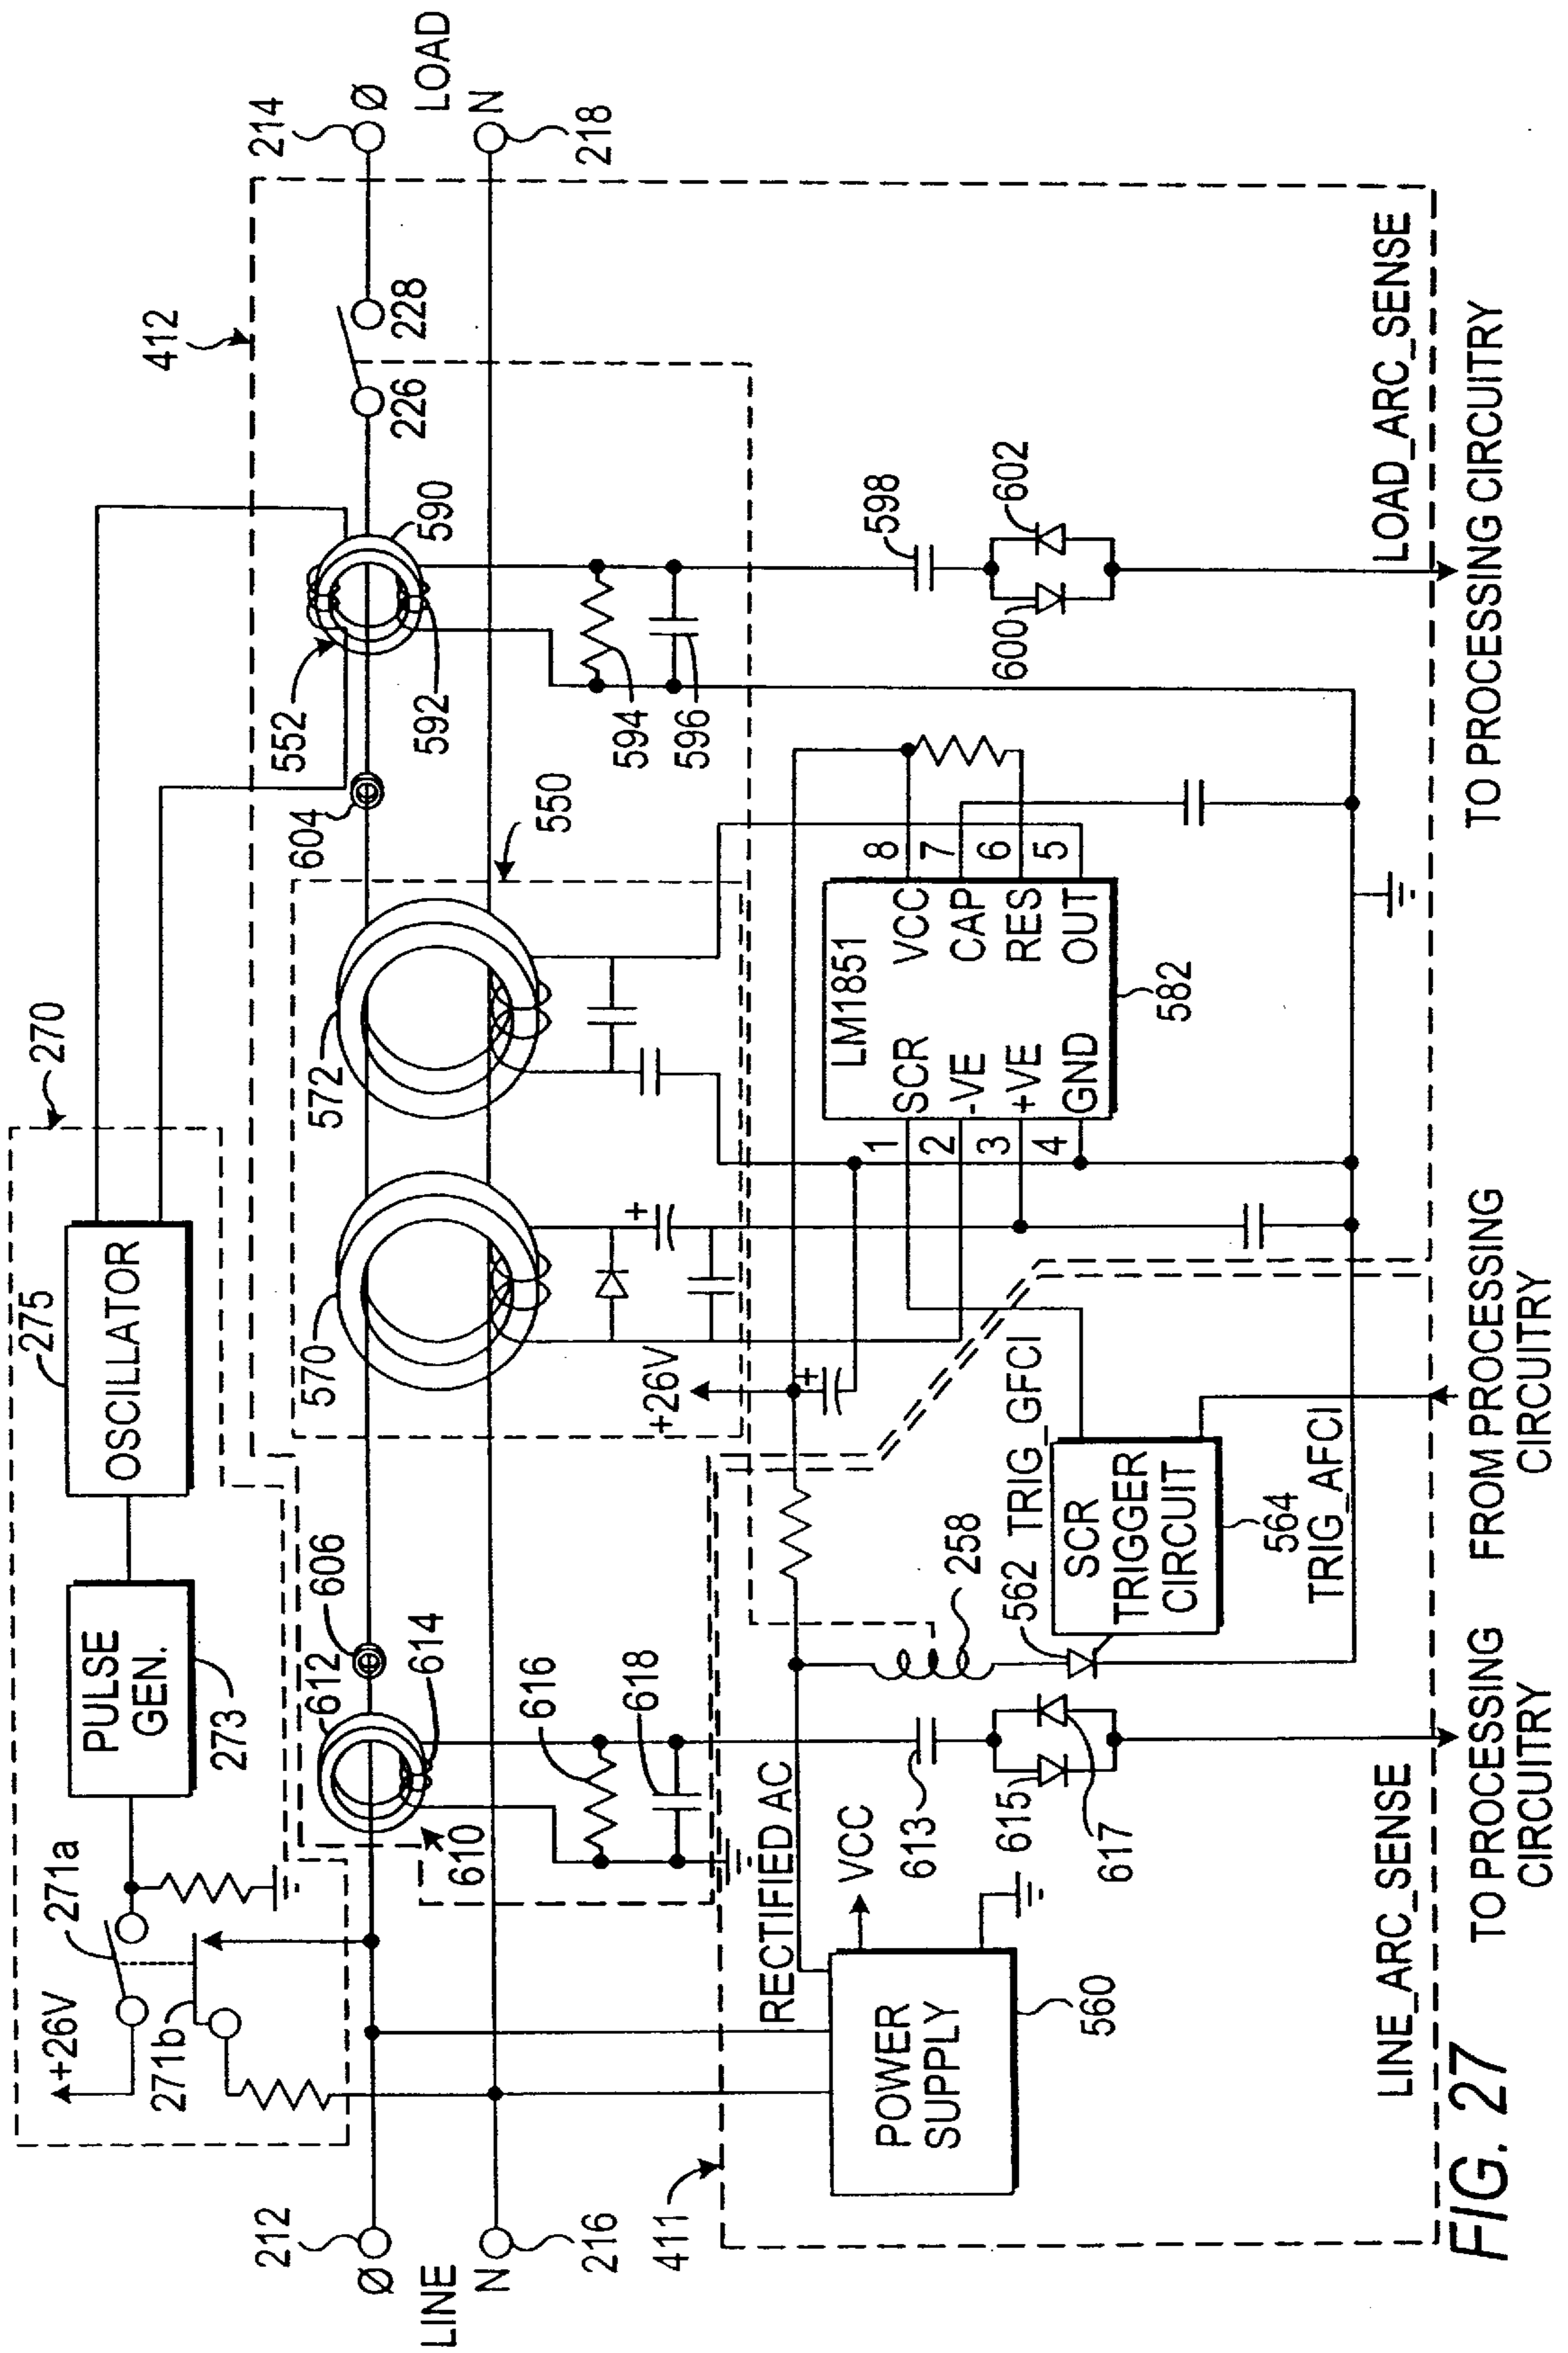 270
275
+26V
271a
PULSE
GEN.
OSCILLATOR
273
271b
412
212
Ø
LINE
N
216
612
606
614
610
616
618
570
572
550
604
552
590
592
594
596
226
228
214
Ø
LOAD
N
218
411
RECTIFIED AC
VCC
POWER
SUPPLY
560
613
615
617
258
562
TRIG_GFCI
SCR
TRIGGER
CIRCUIT
564
TRIG_AFCI
+26V
+
+
LM1851
1 SCR VCC 8
2 -VE CAP 7
3 +VE RES 6
4 GND OUT 5
582
598
600
602
LINE_ARC_SENSE
LOAD_ARC_SENSE
TO PROCESSING
CIRCUITRY
FROM PROCESSING
CIRCUITRY
TO PROCESSING CIRCUITRY
FIG. 27